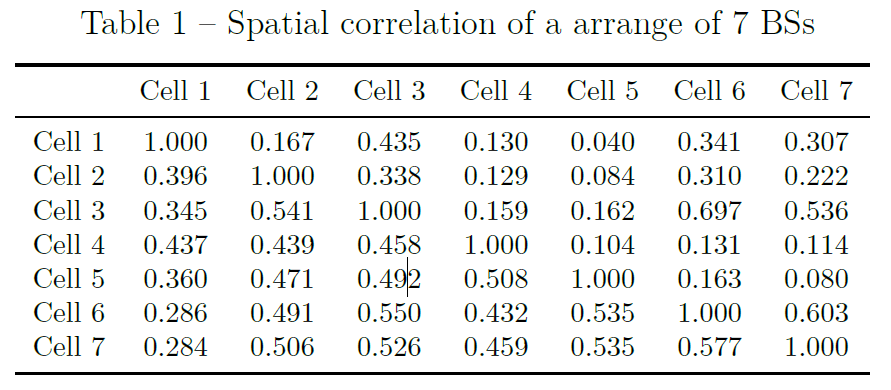 Table 1 – Spatial correlation of a arrange of 7 BSs
Cell 1 Cell 2 Cell 3 Cell 4 Cell 5 Cell 6 Cell 7
Cell 1 1.000 0.167 0.435 0.130 0.040 0.341 0.307
Cell 2 0.396 1.000 0.338 0.129 0.084 0.310 0.222
Cell 3 0.345 0.541 1.000 0.159 0.162 0.697 0.536
Cell 4 0.437 0.439 0.458 1.000 0.104 0.131 0.114
Cell 5 0.360 0.471 0.492 0.508 1.000 0.163 0.080
Cell 6 0.286 0.491 0.550 0.432 0.535 1.000 0.603
Cell 7 0.284 0.506 0.526 0.459 0.535 0.577 1.000